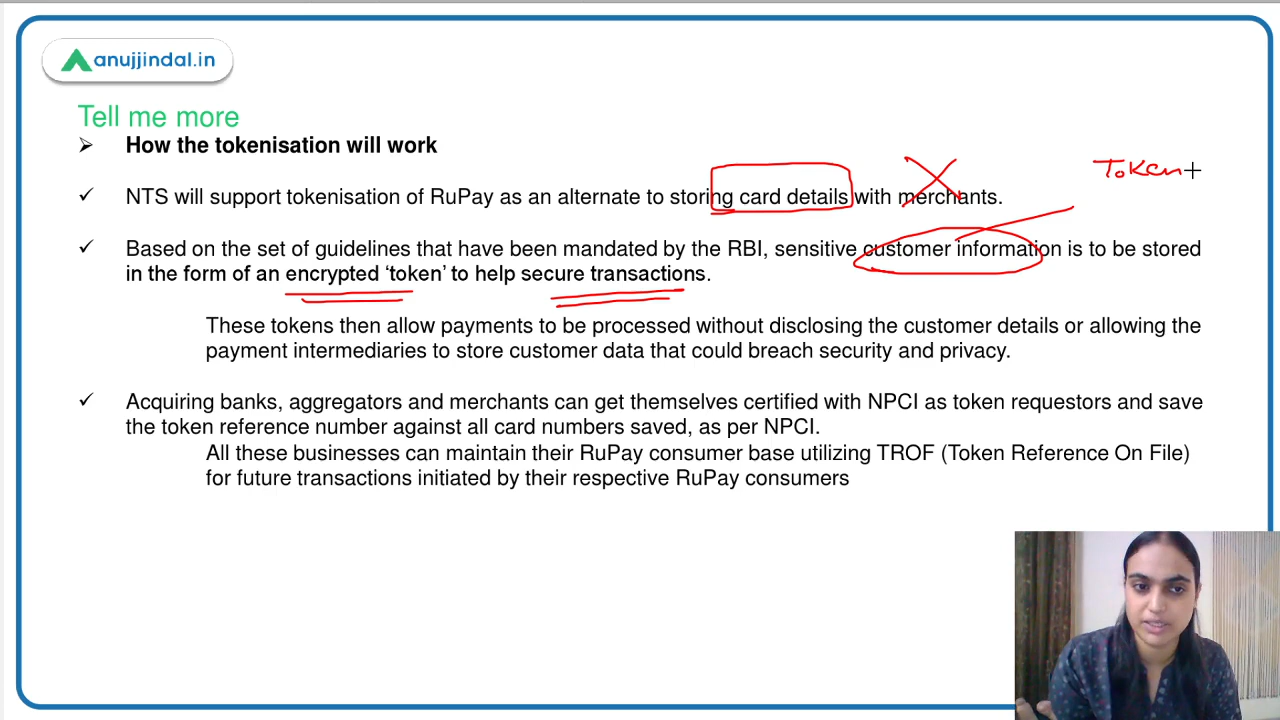 anujjindal.in
Tell me more
How the tokenisation will work
Token
NTS will support tokenisation of RuPay as an alternate to storing card details with merchants.
Based on the set of guidelines that have been mandated by the RBI, sensitive customer information is to be stored
in the form of an encrypted ‘token’ to help secure transactions.
These tokens then allow payments to be processed without disclosing the customer details or allowing the
payment intermediaries to store customer data that could breach security and privacy.
Acquiring banks, aggregators and merchants can get themselves certified with NPCI as token requestors and save
the token reference number against all card numbers saved, as per NPCI.
All these businesses can maintain their RuPay consumer base utilizing TROF (Token Reference On File)
for future transactions initiated by their respective RuPay consumers